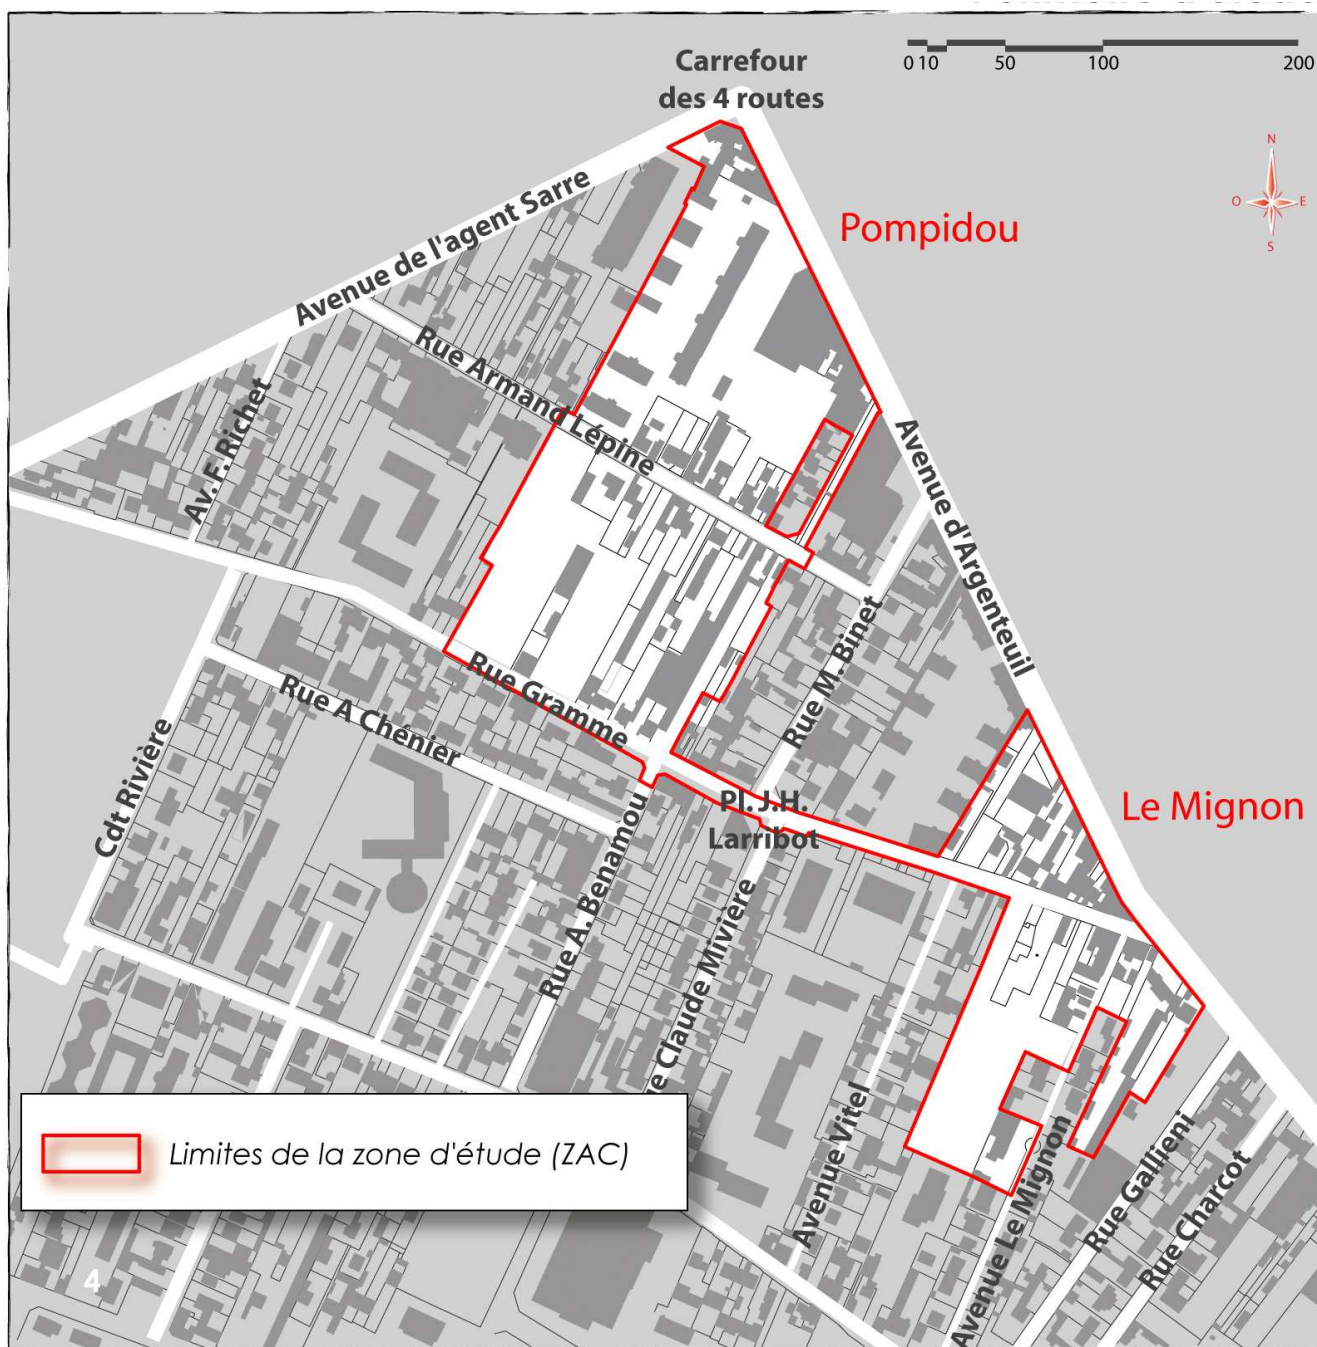 Carrefour
des 4 routes
0 10 50 100 200
N
O E
S
Pompidou
Avenue de l'agent Sarre
Rue Armand Lépine
Av. F. Richet
Avenue d'Argenteuil
Rue M. Binet
Rue Gramme
Rue A Chénier
Cdt Rivière
Pl. J.H.
Larribot
Le Mignon
Rue A. Benamou
e Claude Mivière
Avenue Vitel
Avenue Le Mignon
Rue Gallieni
Rue Charcot
Limites de la zone d'étude (ZAC)
4